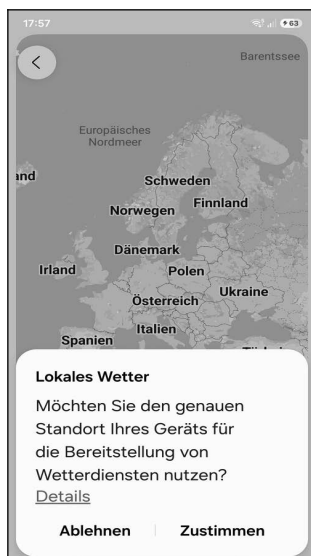 17:57 63
Barentssee
Europäisches
Nordmeer
and
Schweden
Norwegen Finnland
Dänemark
Irland Polen
Ukraine
Österreich
Italien
Spanien
Lokales Wetter
Möchten Sie den genauen
Standort Ihres Geräts für
die Bereitstellung von
Wetterdiensten nutzen?
Details
Ablehnen Zustimmen